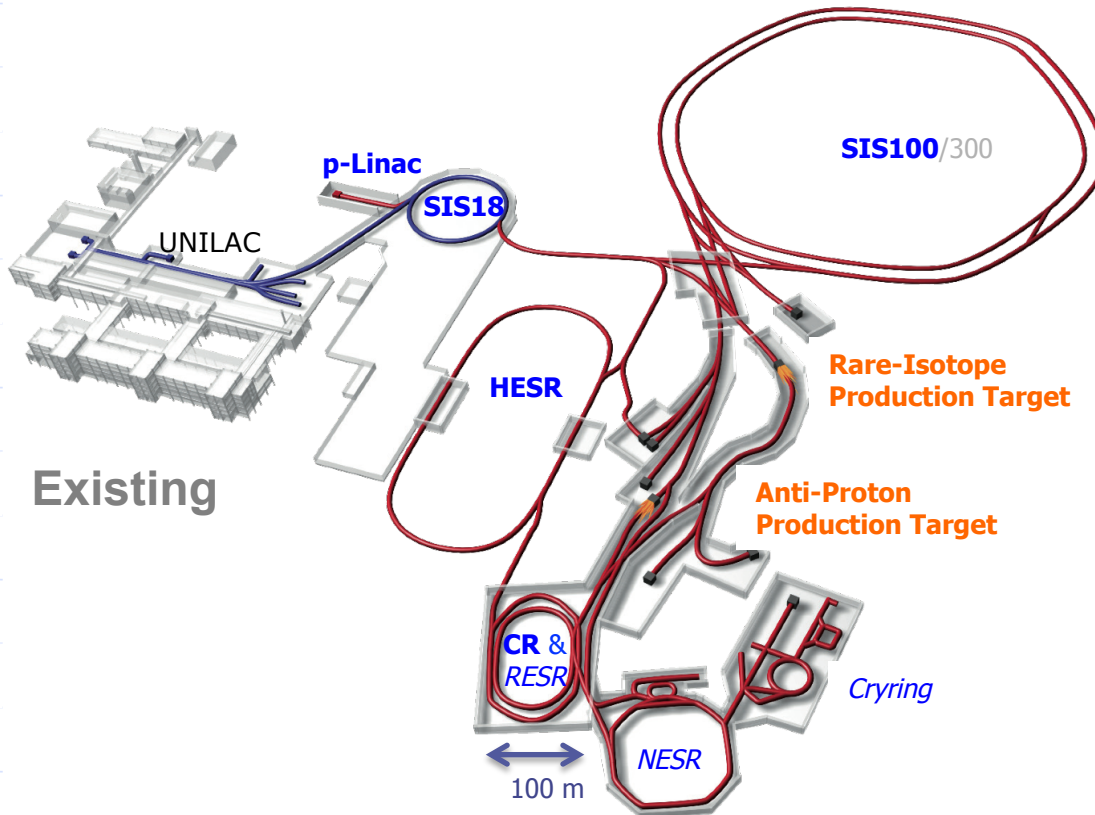 p-Linac
SIS18
SIS100/300
UNILAC
HESR
Rare-Isotope
Production Target
Existing
Anti-Proton
Production Target
CR &
RESR
Cryring
NESR
100 m